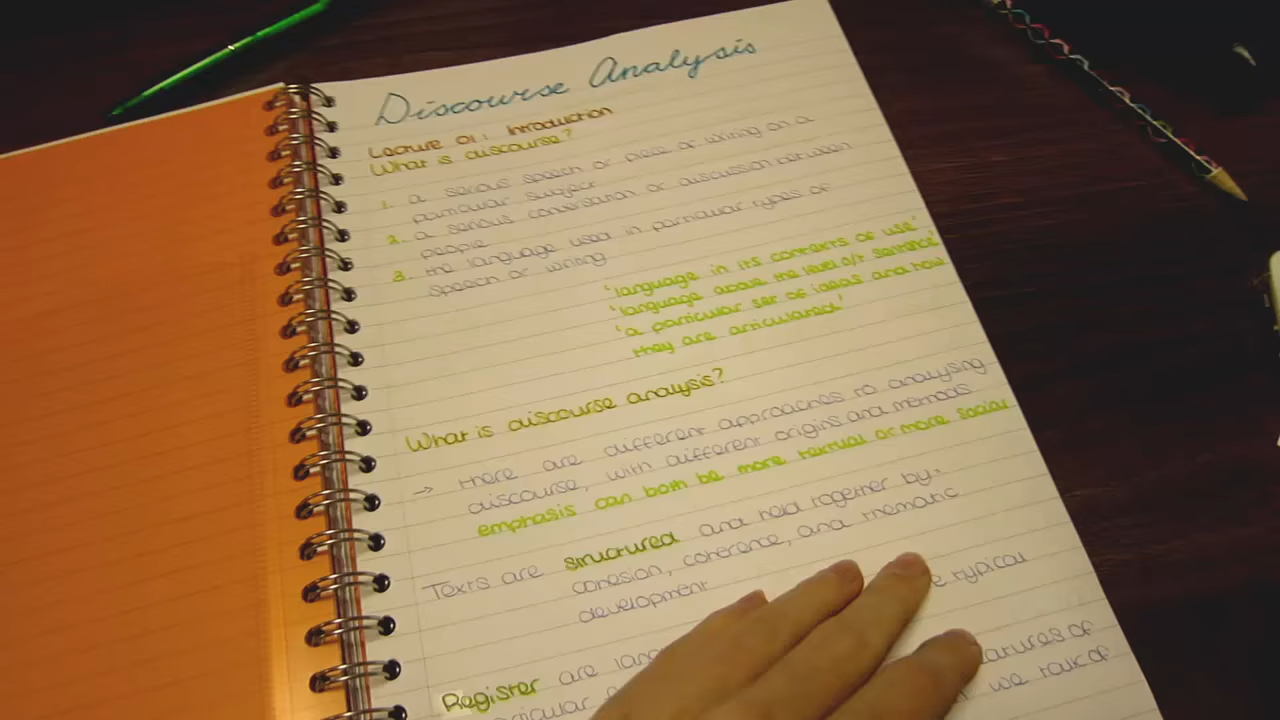 Discourse Analysis
Lecture 01: Introduction
What is discourse?
1. a serious speech or piece or writing on a
particular subject
2. a serious conversation or discussion between
people
3. the language used in particular types of
speech or writing
'language in its contexts of use'
'language above the level o/t sentence'
'a particular set of ideas and how
they are articulated'
What is discourse analysis?
→ there are different approaches to analysing
discourse, with different origins and methods
emphasis can both be more textual or more social
Texts are structured and held together by:
cohesion, coherence, and thematic
development
Register are typical
we talk of